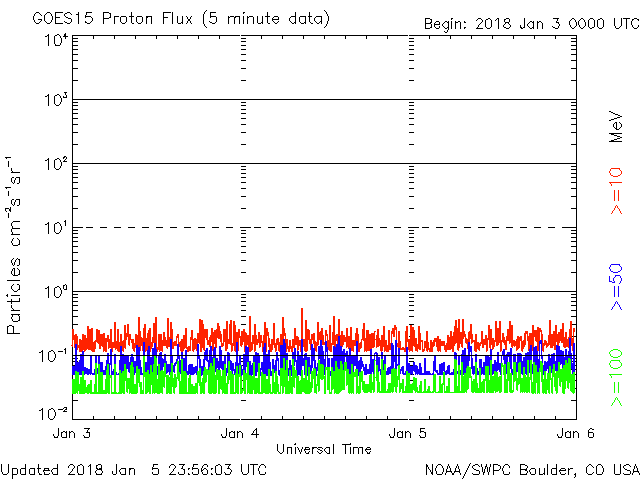 GOES15 Proton Flux (5 minute data)
Begin: 2018 Jan 3 0000 UTC
Particles cm⁻²s⁻¹sr⁻¹
10⁴
10³
10²
10¹
10⁰
10⁻¹
10⁻²
Jan 3 Jan 4 Jan 5 Jan 6
Universal Time
MeV
>=10
>=50
>=100
Updated 2018 Jan 5 23:56:03 UTC
NOAA/SWPC Boulder, CO USA